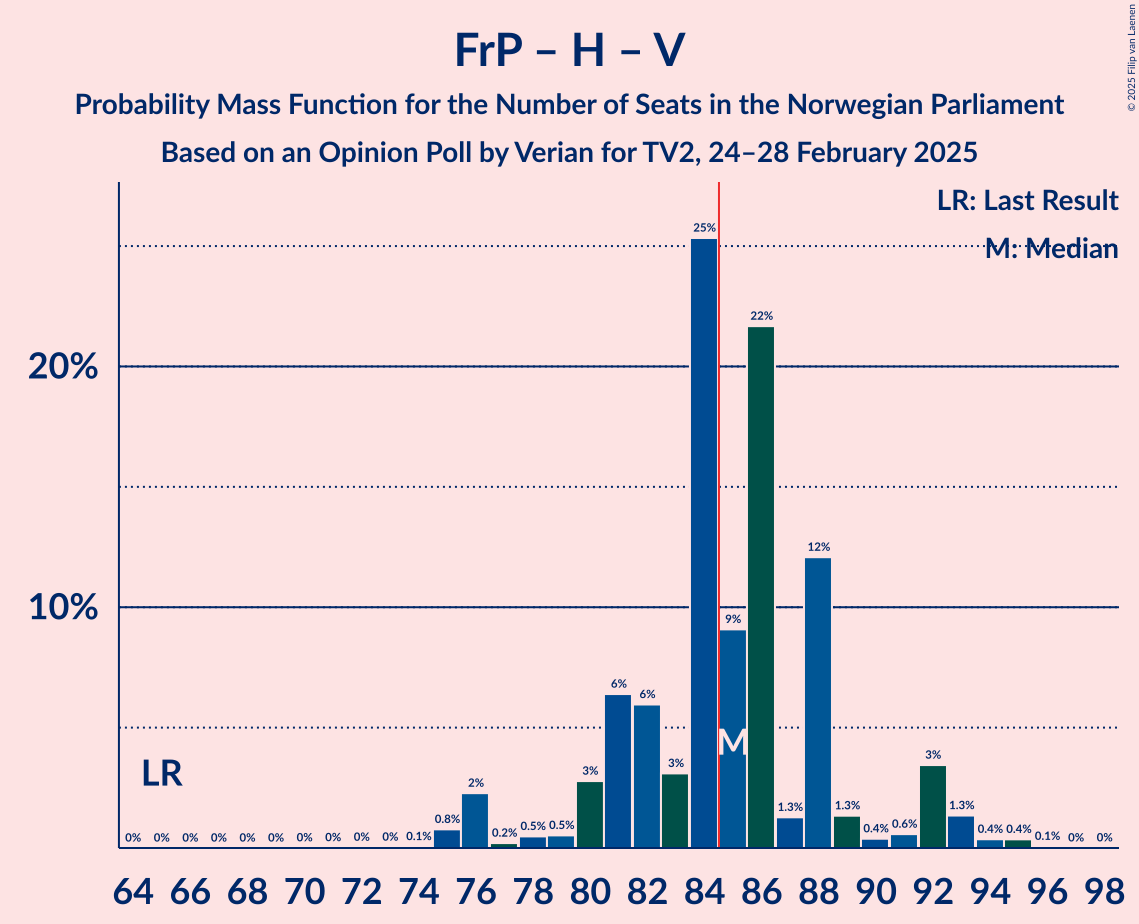 FrP – H – V
Probability Mass Function for the Number of Seats in the Norwegian Parliament
Based on an Opinion Poll by Verian for TV2, 24–28 February 2025
© 2025 Filip van Laenen
LR: Last Result
M: Median
20%
10%
LR
M
0% 0% 0% 0% 0% 0% 0% 0% 0% 0% 0.1% 0.8% 2% 0.2% 0.5% 0.5% 3% 6% 6% 3% 25% 9% 22% 1.3% 12% 1.3% 0.4% 0.6% 3% 1.3% 0.4% 0.4% 0.1% 0% 0%
64 66 68 70 72 74 76 78 80 82 84 86 88 90 92 94 96 98